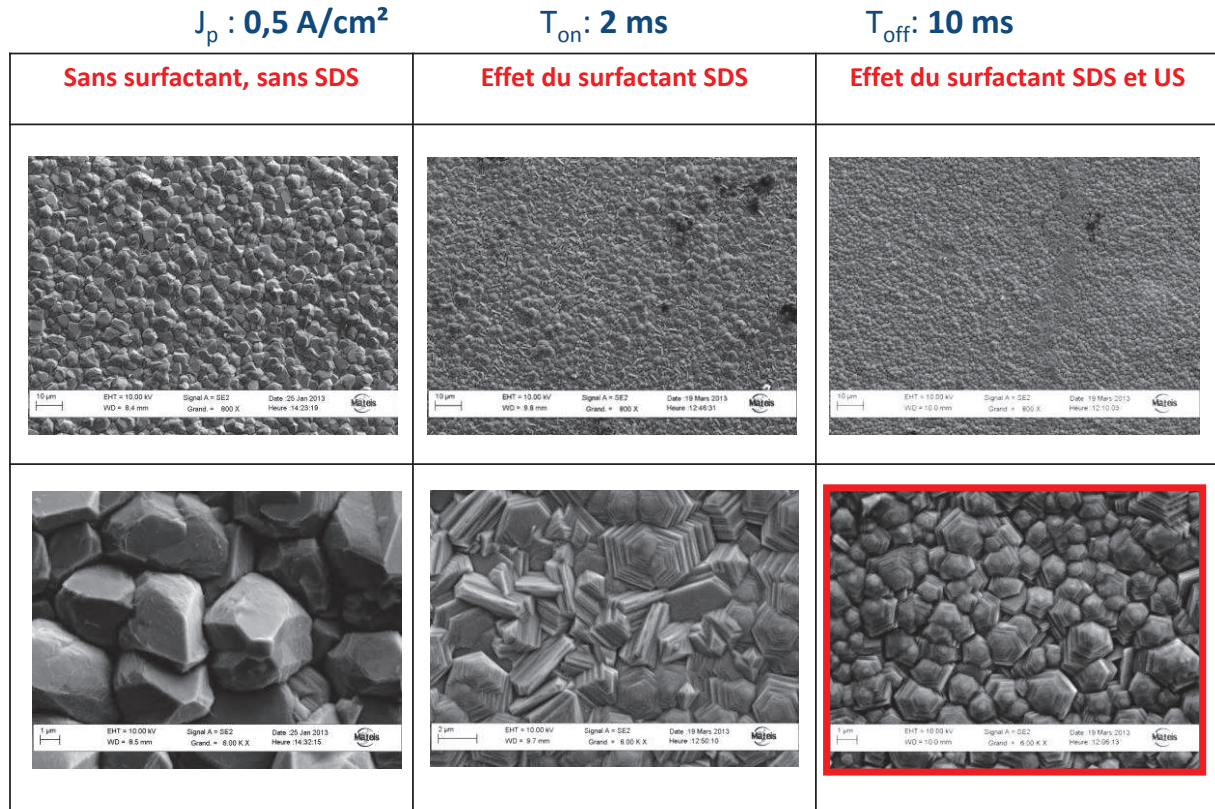 Jp : 0,5 A/cm²
Ton: 2 ms
Toff: 10 ms
Sans surfactant, sans SDS
Effet du surfactant SDS
Effet du surfactant SDS et US
10 µm EHT = 10.00 kV Signal A = SE2 Date :25 Jan 2013
WD = 8.4 mm Grand. = 800 X Heure :14:23:19
Mateis
10 µm EHT = 10.00 kV Signal A = SE2 Date :19 Mars 2013
WD = 9.8 mm Grand. = 800 X Heure :12:46:31
Mateis
10 µm EHT = 10.00 kV Signal A = SE2 Date :19 Mars 2013
WD = 10.0 mm Grand. = 800 X Heure :12:10:03
Mateis
1 µm EHT = 10.00 kV Signal A = SE2 Date :25 Jan 2013
WD = 8.5 mm Grand. = 6.00 K X Heure :14:32:15
Mateis
2 µm EHT = 10.00 kV Signal A = SE2 Date :19 Mars 2013
WD = 9.7 mm Grand. = 6.00 K X Heure :12:50:10
Mateis
1 µm EHT = 10.00 kV Signal A = SE2 Date :19 Mars 2013
WD = 10.0 mm Grand. = 6.00 K X Heure :12:06:13
Mateis